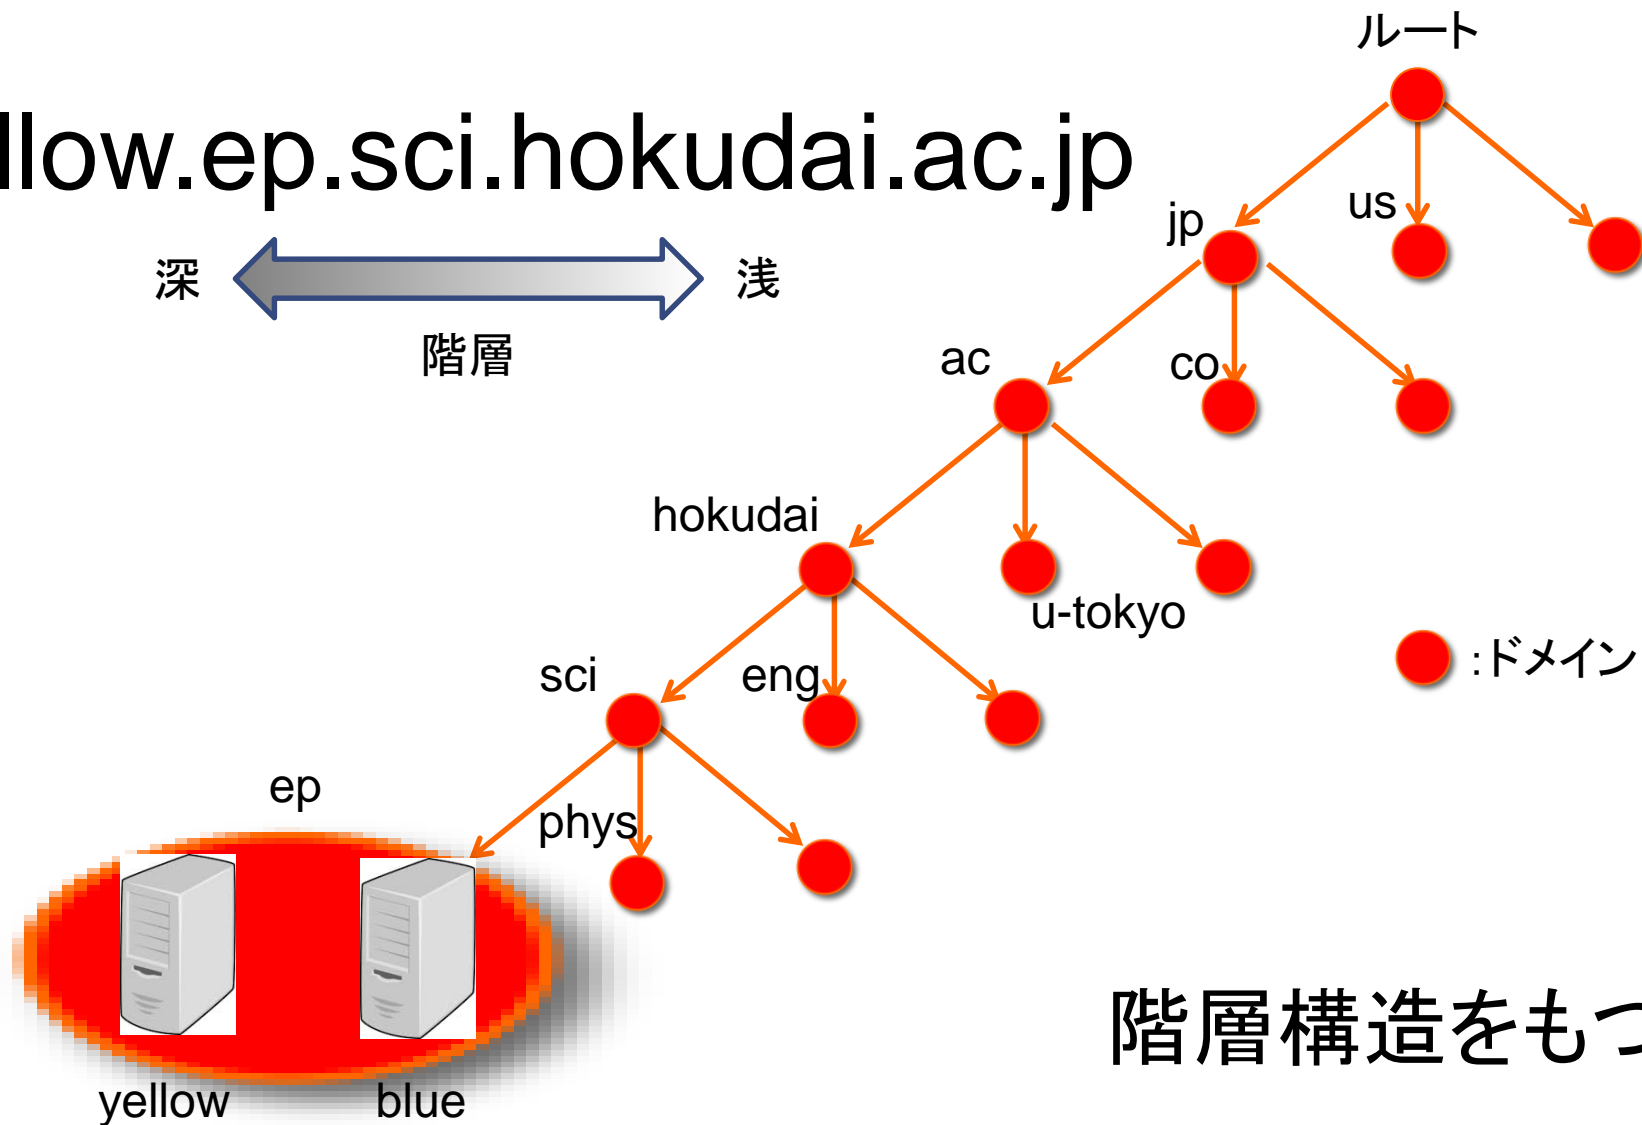 ルート
llow.ep.sci.hokudai.ac.jp
jp
us
深
浅
階層
ac
co
hokudai
u-tokyo
:ドメイン
sci
eng
ep
phys
階層構造をもつ
yellow
blue